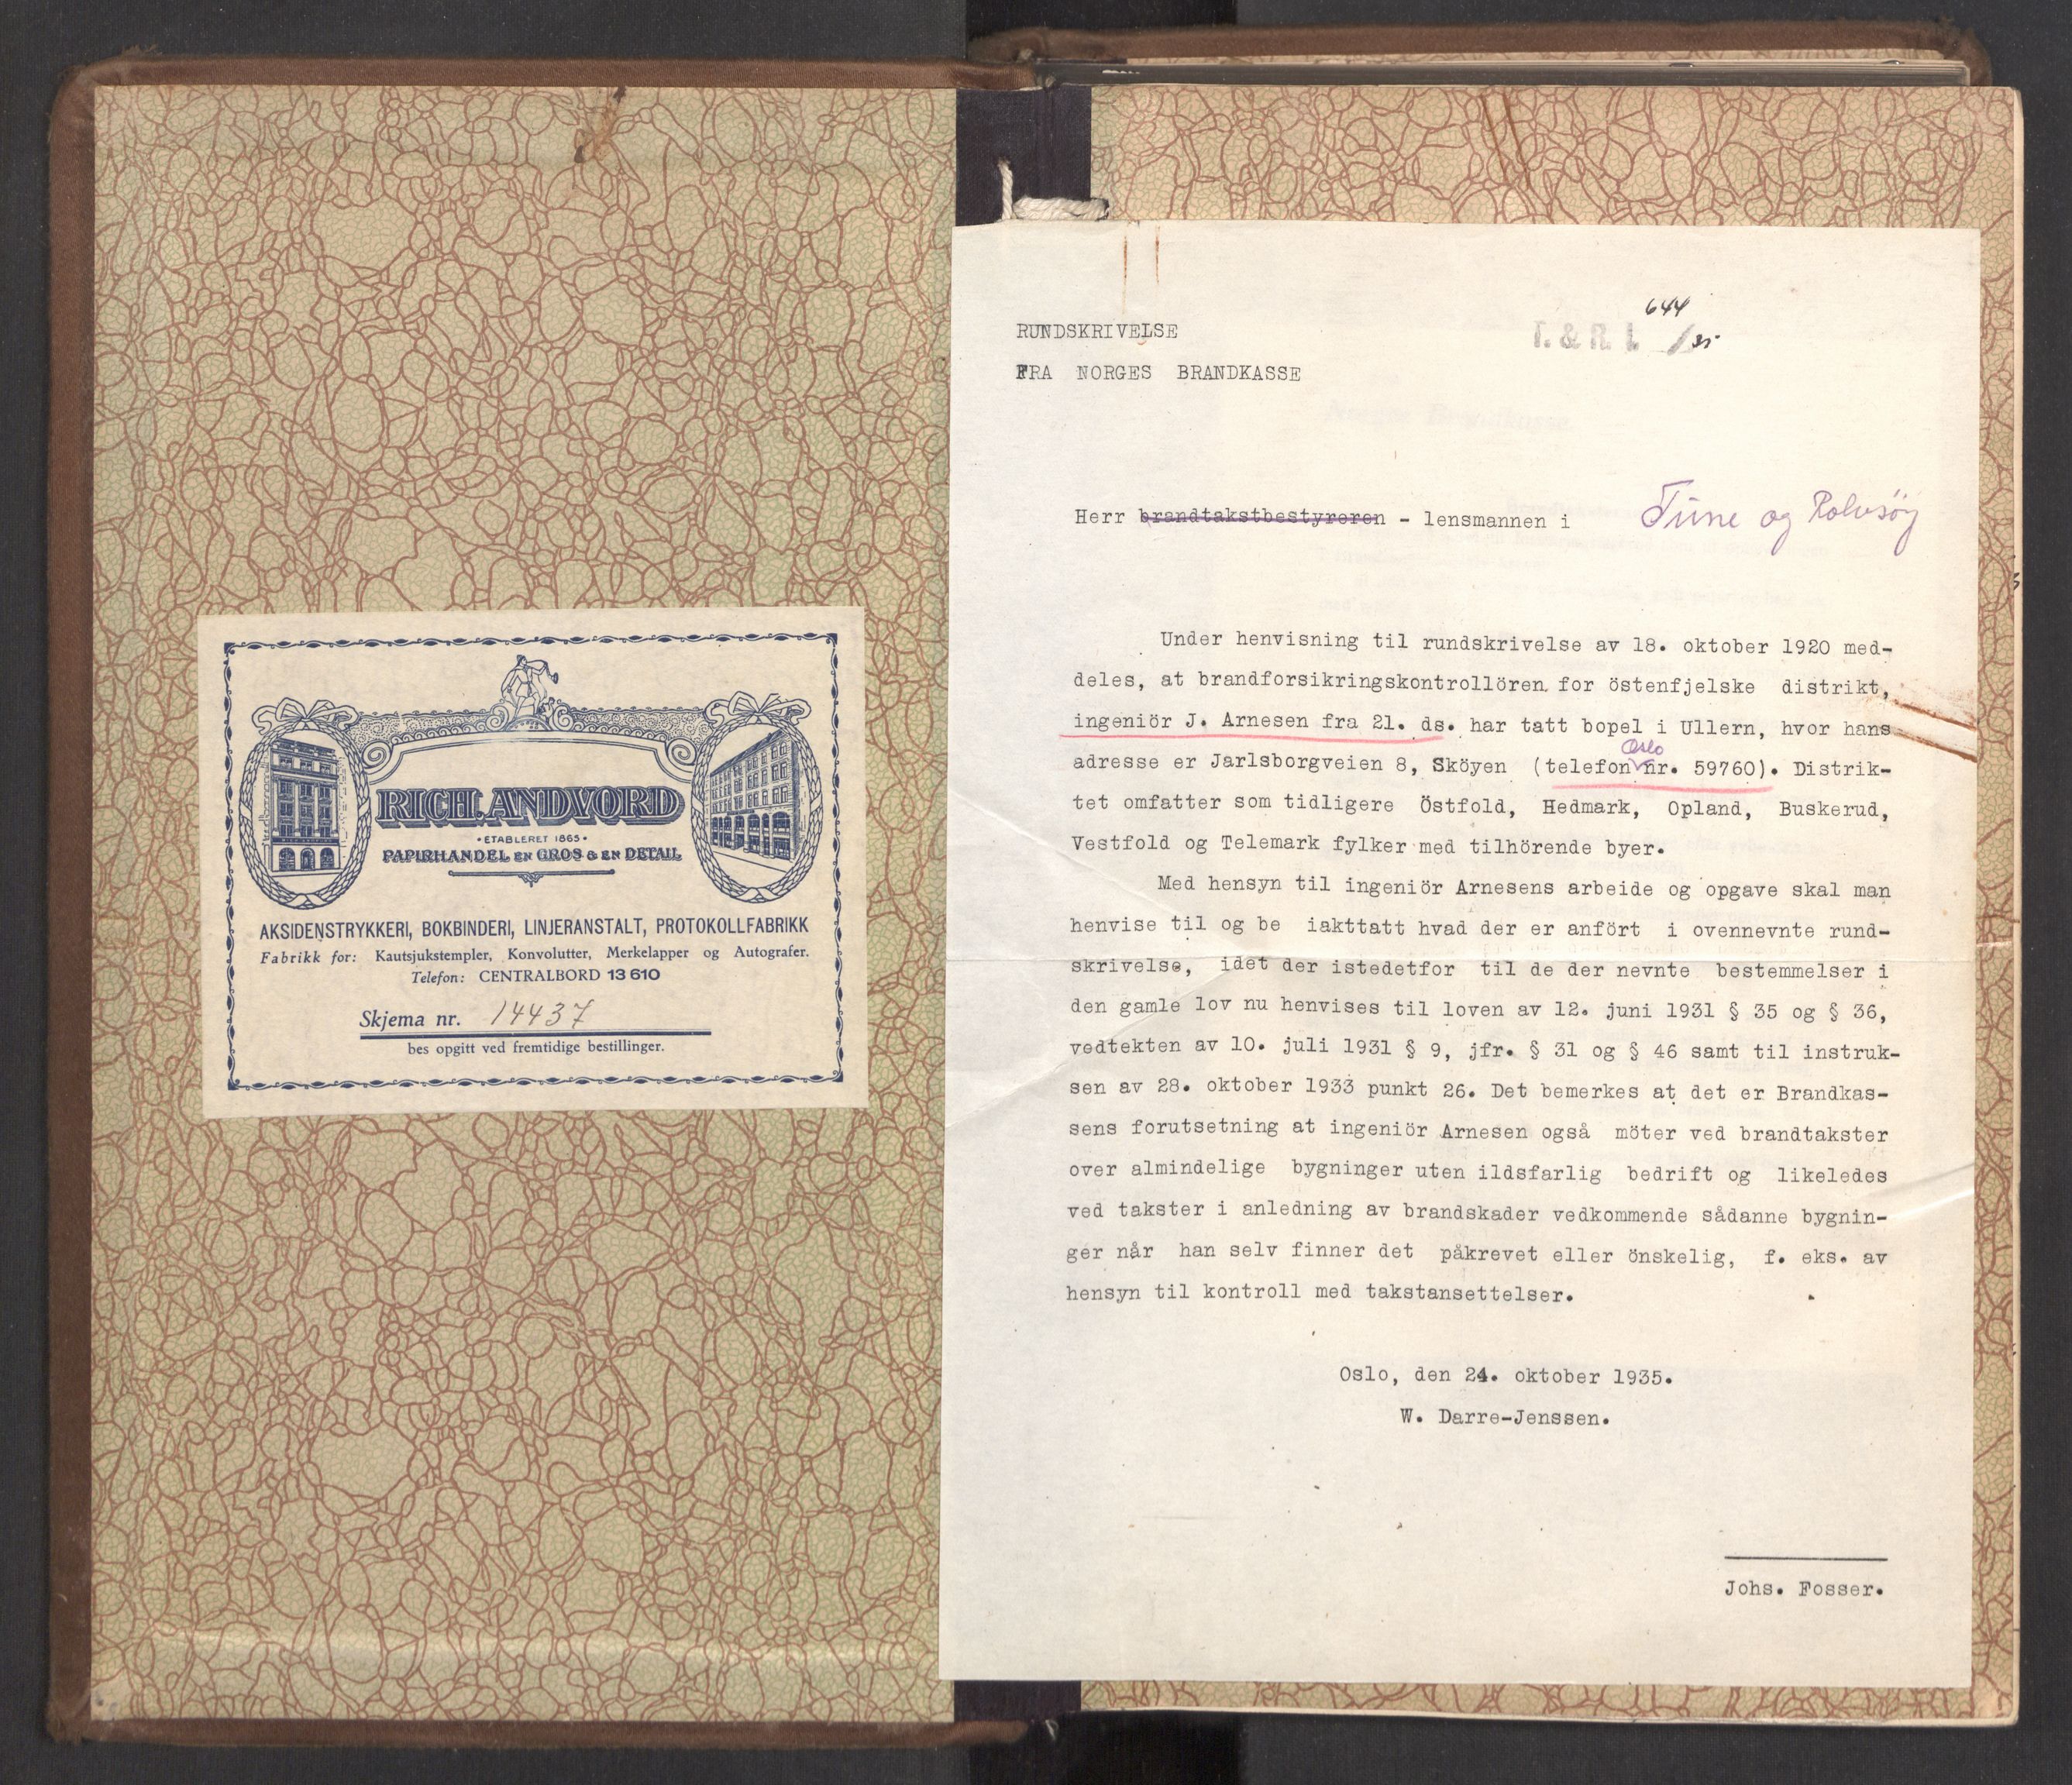 RICH. ANDVORD
• ETABLERET 1865 •
PAPIRHANDEL EN GROS & EN DETAIL
AKSIDENSTRYKKERI, BOKBINDERI, LINJERANSTALT, PROTOKOLLFABRIKK
Fabrikk for: Kautsjukstempler, Konvolutter, Merkelapper og Autografer.
Telefon: CENTRALBORD 13 610
Skjema nr. 14437
bes opgitt ved fremtidige bestillinger.
644
RUNDSKRIVELSE T. & R. l. /35
FRA NORGES BRANDKASSE
Herr brandtakstbestyreren - lensmannen i Tune og Rolvsöy
Under henvisning til rundskrivelse av 18. oktober 1920 med-
deles, at brandforsikringskontrollören for östenfjelske distrikt,
ingeniör J. Arnesen fra 21. ds. har tatt bopel i Ullern, hvor hans
Oslo
adresse er Jarlsborgveien 8, Sköyen (telefon nr. 59760). Distrik-
tet omfatter som tidligere Östfold, Hedmark, Opland, Buskerud,
Vestfold og Telemark fylker med tilhörende byer.
Med hensyn til ingeniör Arnesens arbeide og opgave skal man
henvise til og be iakttatt hvad der er anfört i ovennevnte rund-
skrivelse, idet der istedetfor til de der nevnte bestemmelser i
den gamle lov nu henvises til loven av 12. juni 1931 § 35 og § 36,
vedtekten av 10. juli 1931 § 9, jfr. § 31 og § 46 samt til instruk-
sen av 28. oktober 1933 punkt 26. Det bemerkes at det er Brandkas-
sens forutsetning at ingeniör Arnesen også möter ved brandtakster
over almindelige bygninger uten ildsfarlig bedrift og likeledes
ved takster i anledning av brandskader vedkommende sådanne bygnin-
ger når han selv finner det påkrevet eller önskelig, f. eks. av
hensyn til kontroll med takstansettelser.
Oslo, den 24. oktober 1935.
W. Darre-Jenssen.
Johs. Fosser.